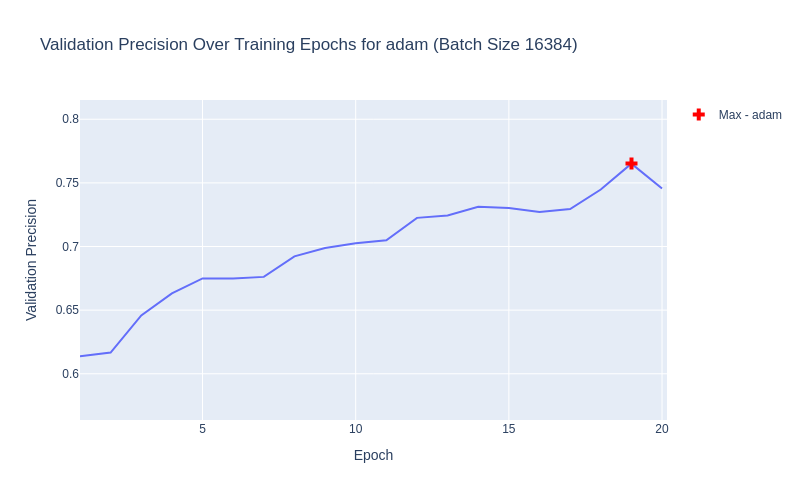 Validation Precision Over Training Epochs for adam (Batch Size 16384)
Max - adam
Validation Precision
0.8
0.75
0.7
0.65
0.6
5
10
15
20
Epoch